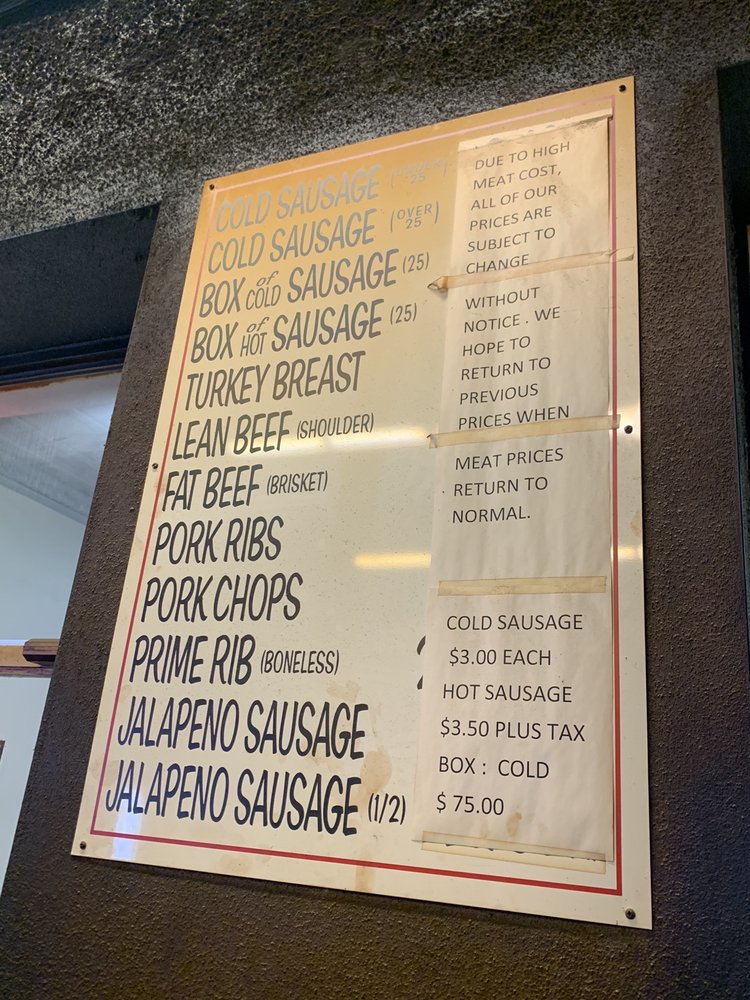 COLD SAUSAGE (UNDER 25)
COLD SAUSAGE (OVER 25)
BOX of COLD SAUSAGE (25)
BOX of HOT SAUSAGE (25)
TURKEY BREAST
LEAN BEEF (SHOULDER)
FAT BEEF (BRISKET)
PORK RIBS
PORK CHOPS
PRIME RIB (BONELESS)
JALAPENO SAUSAGE
JALAPENO SAUSAGE (1/2)
DUE TO HIGH
MEAT COST,
ALL OF OUR
PRICES ARE
SUBJECT TO
CHANGE
WITHOUT
NOTICE . WE
HOPE TO
RETURN TO
PREVIOUS
PRICES WHEN
MEAT PRICES
RETURN TO
NORMAL.
COLD SAUSAGE
$3.00 EACH
HOT SAUSAGE
$3.50 PLUS TAX
BOX : COLD
$ 75.00